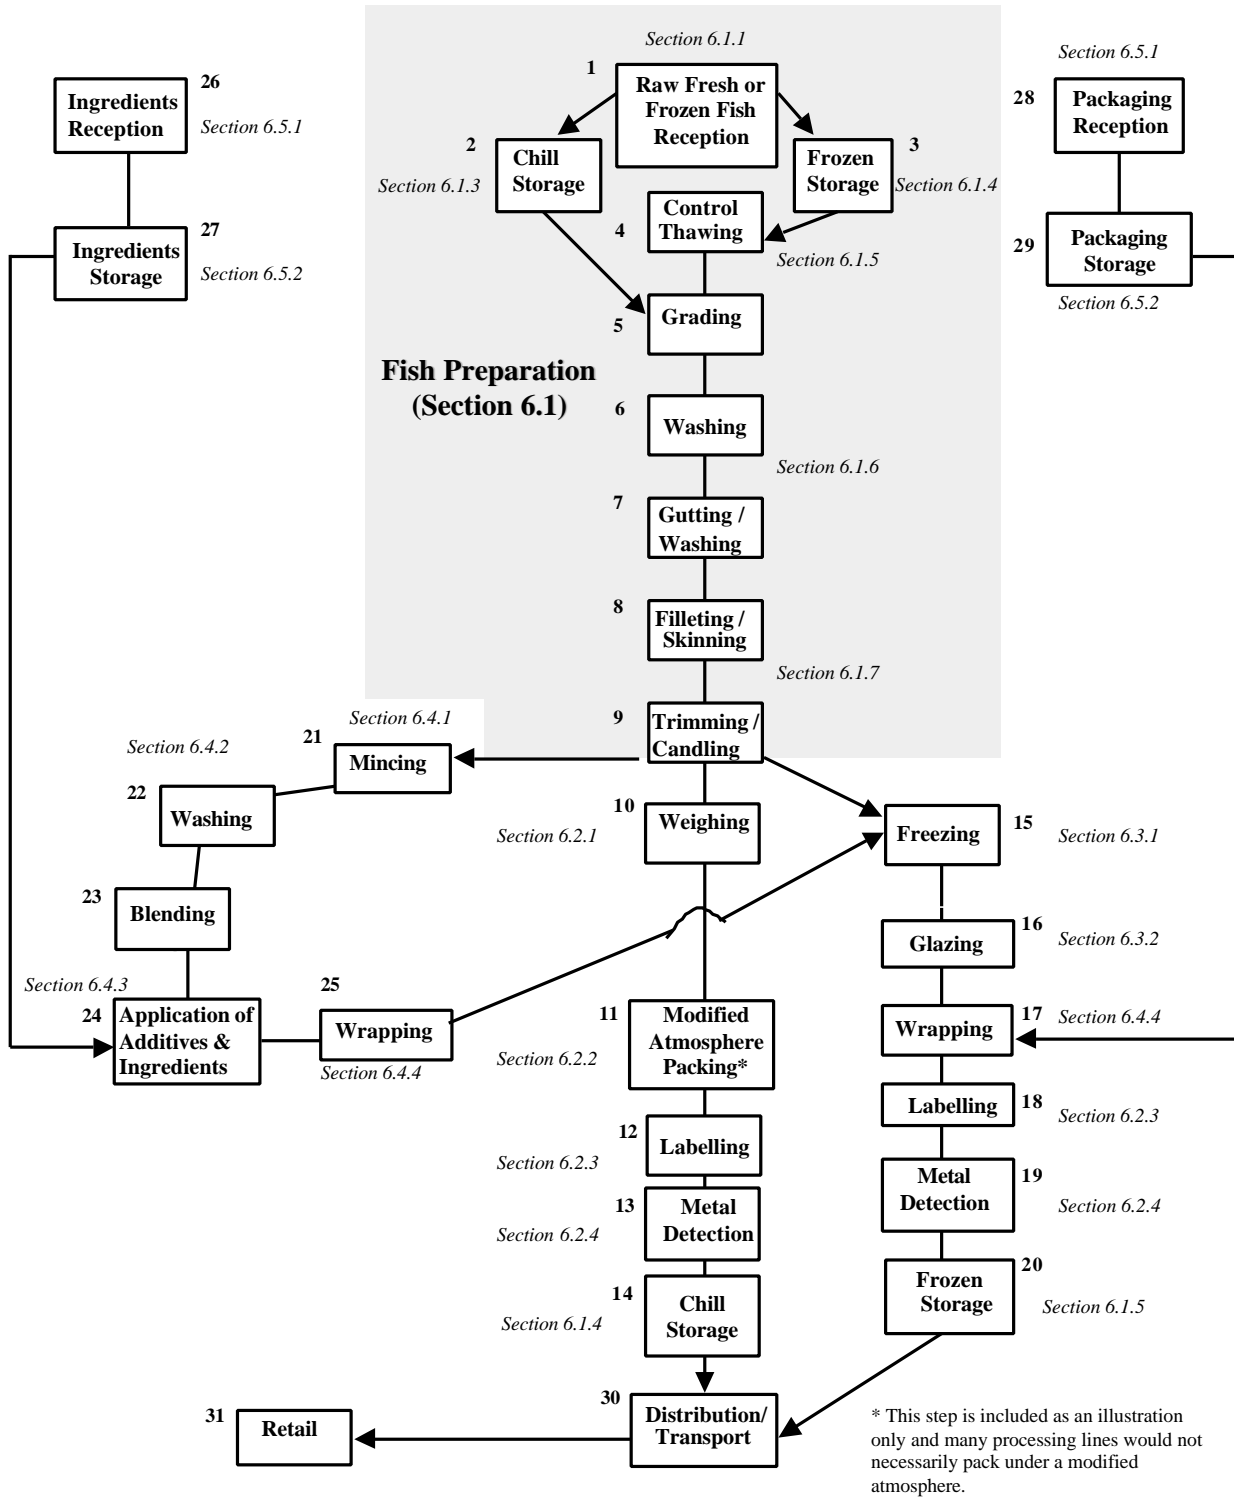 Section 6.1.1
1
Raw Fresh or
Frozen Fish
Reception
26
Ingredients
Reception
Section 6.5.1
Section 6.5.1
28
Packaging
Reception
2
Chill
Storage
Section 6.1.3
3
Frozen
Storage
Section 6.1.4
4
Control
Thawing
Section 6.1.5
27
Ingredients
Storage
Section 6.5.2
29
Packaging
Storage
Section 6.5.2
5
Grading
Fish Preparation
(Section 6.1)
6
Washing
Section 6.1.6
7
Gutting /
Washing
8
Filleting /
Skinning
Section 6.1.7
9
Trimming /
Candling
Section 6.4.1
21
Mincing
Section 6.4.2
22
Washing
10
Weighing
Section 6.2.1
Freezing
15
Section 6.3.1
23
Blending
Glazing
16
Section 6.3.2
Section 6.4.3
24
Application of
Additives &
Ingredients
25
Wrapping
Section 6.4.4
11
Modified
Atmosphere
Packing*
Section 6.2.2
Wrapping
17
Section 6.4.4
Labelling
18
Section 6.2.3
12
Labelling
Section 6.2.3
Metal
Detection
19
Section 6.2.4
13
Metal
Detection
Section 6.2.4
Frozen
Storage
20
Section 6.1.5
14
Chill
Storage
Section 6.1.4
30
Distribution/
Transport
31
Retail
* This step is included as an illustration
only and many processing lines would not
necessarily pack under a modified
atmosphere.